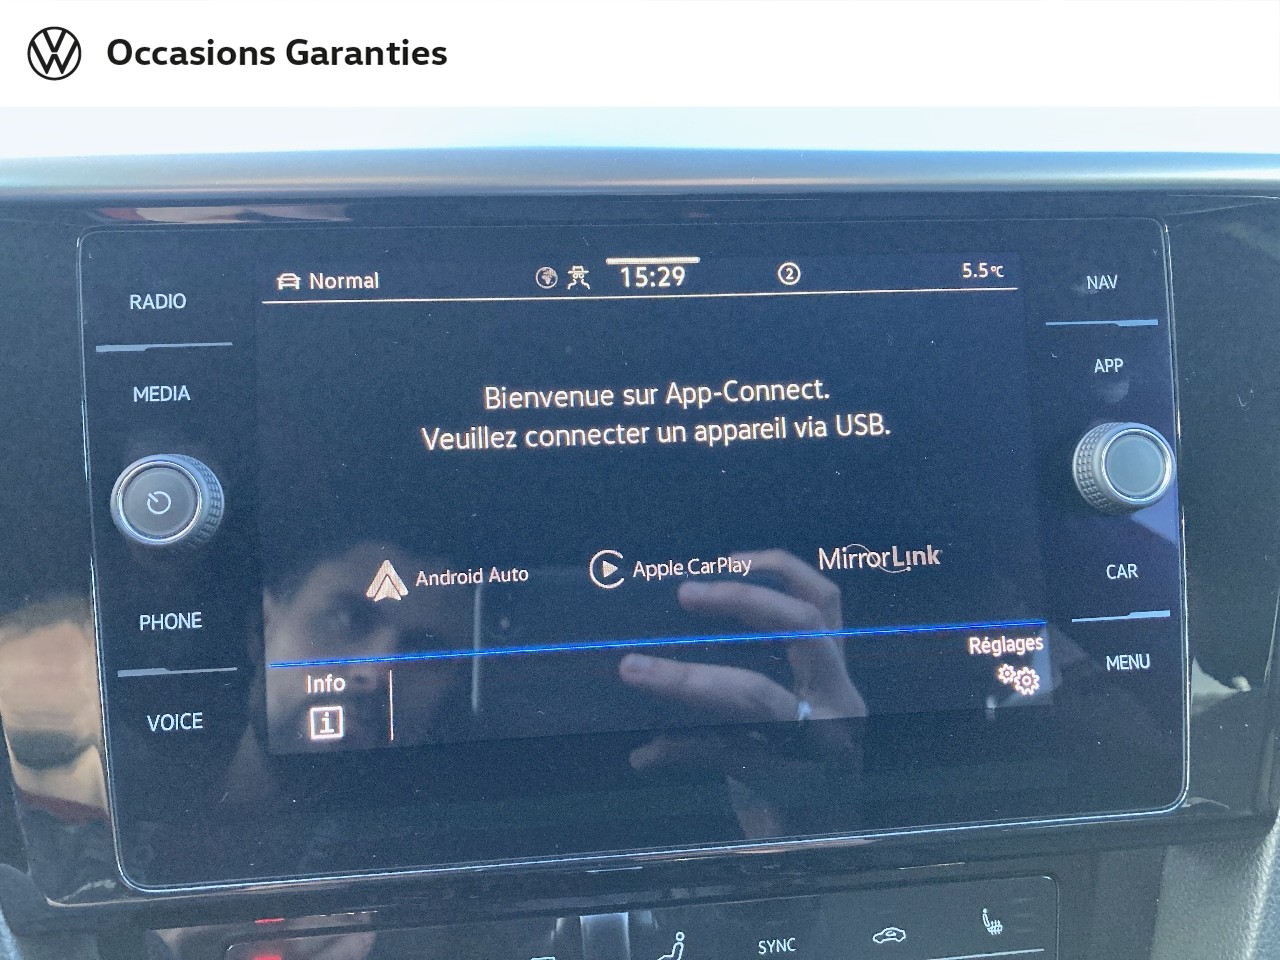 Occasions Garanties
RADIO
MEDIA
PHONE
VOICE
Normal
15:29
2
5.5°C
Bienvenue sur App-Connect.
Veuillez connecter un appareil via USB.
Android Auto
Apple CarPlay
MirrorLink
Info
i
Réglages
NAV
APP
CAR
MENU
SYNC